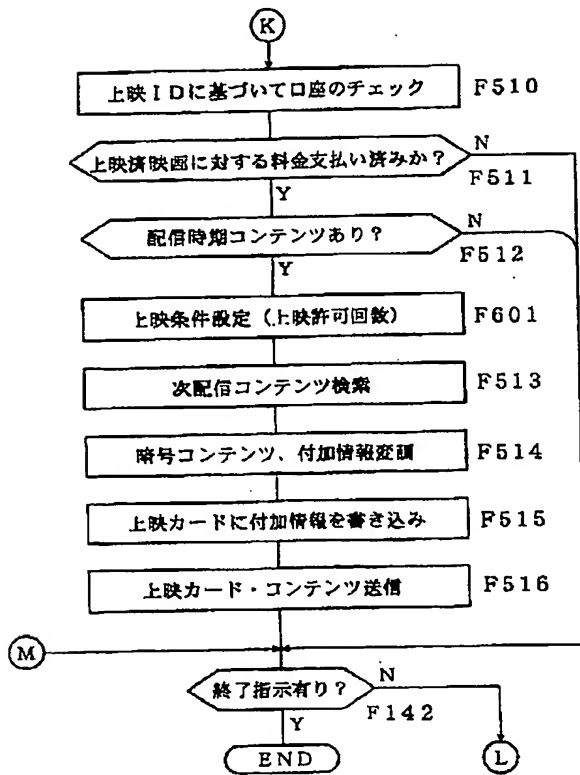 K
上映IDに基づいて口座のチェック F510
上映済映画に対する料金支払い済みか? N
F511
Y
配信時期コンテンツあり? N
F512
Y
上映条件設定(上映許可回数) F601
次配信コンテンツ検索 F513
暗号コンテンツ、付加情報変調 F514
上映カードに付加情報を書き込み F515
上映カード・コンテンツ送信 F516
M
終了指示有り? N
F142
Y
END L